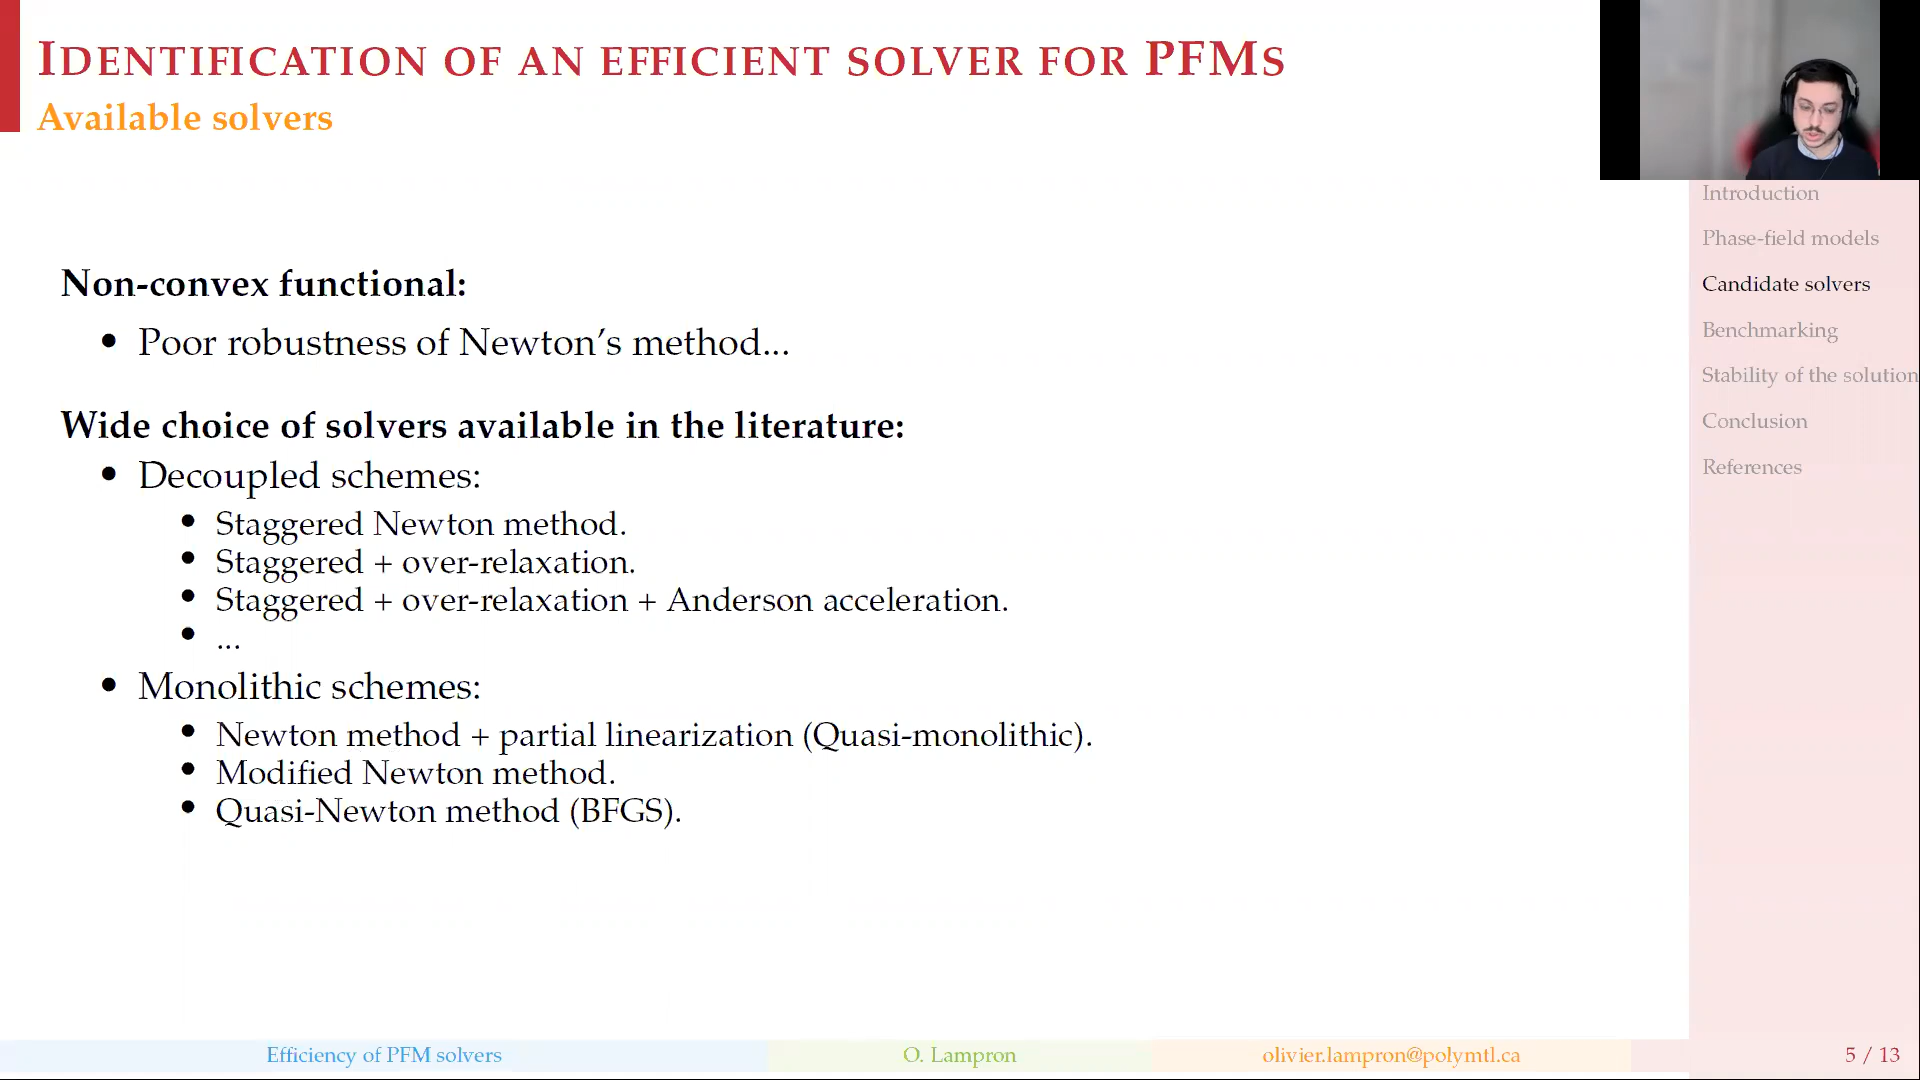 IDENTIFICATION OF AN EFFICIENT SOLVER FOR PFMS
Available solvers
Non-convex functional:
• Poor robustness of Newton's method...
Wide choice of solvers available in the literature:
• Decoupled schemes:
• Staggered Newton method.
• Staggered + over-relaxation.
• Staggered + over-relaxation + Anderson acceleration.
• ...
• Monolithic schemes:
• Newton method + partial linearization (Quasi-monolithic).
• Modified Newton method.
• Quasi-Newton method (BFGS).
Introduction
Phase-field models
Candidate solvers
Benchmarking
Stability of the solution
Conclusion
References
Efficiency of PFM solvers
O. Lampron
olivier.lampron@polymtl.ca
5 / 13